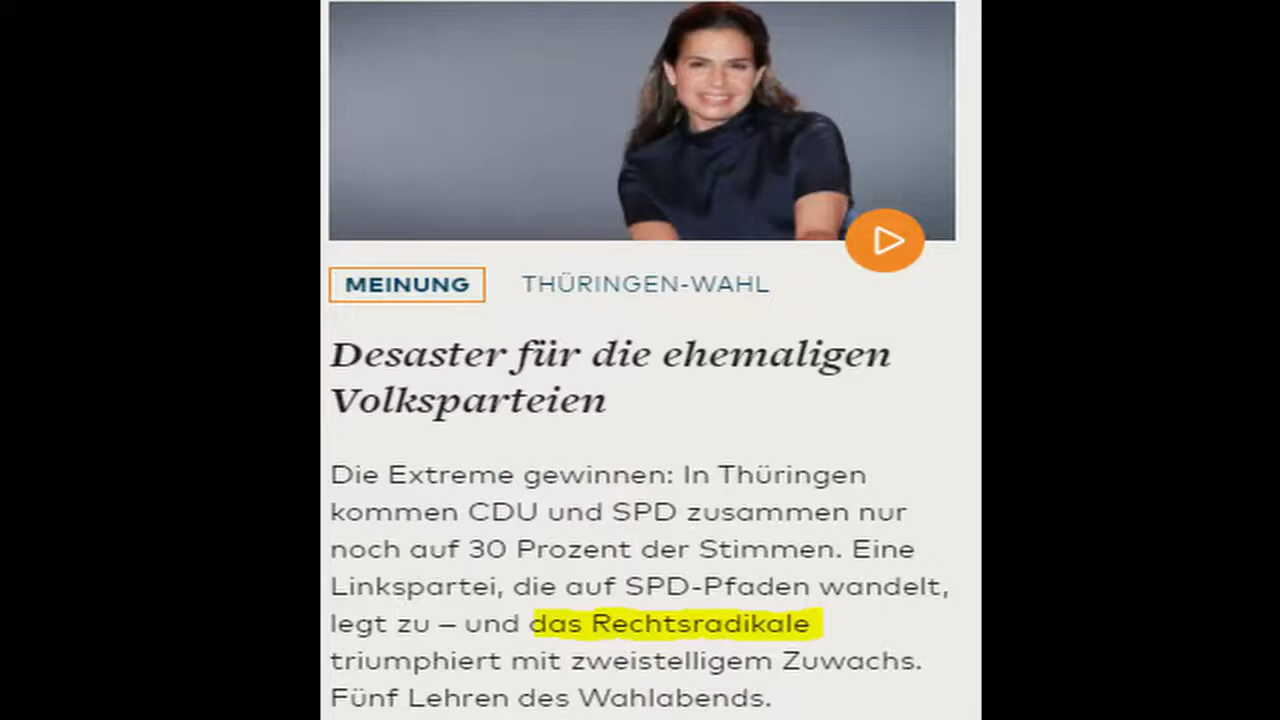 MEINUNG THÜRINGEN-WAHL
Desaster für die ehemaligen
Volksparteien
Die Extreme gewinnen: In Thüringen
kommen CDU und SPD zusammen nur
noch auf 30 Prozent der Stimmen. Eine
Linkspartei, die auf SPD-Pfaden wandelt,
legt zu – und das Rechtsradikale
triumphiert mit zweistelligem Zuwachs.
Fünf Lehren des Wahlabends.